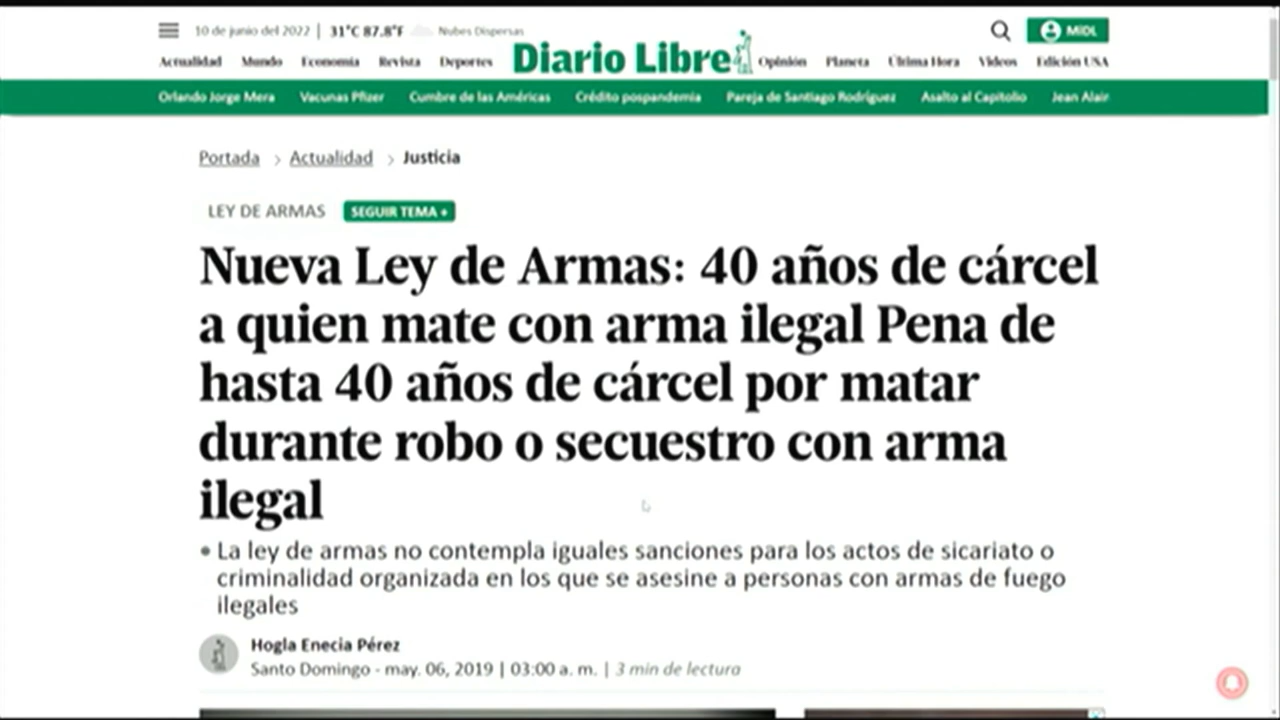 10 de junio del 2022 | 31°C 87.8°F Nubes Dispersas
MiDL
Actualidad Mundo Economía Revista Deportes Diario Libre Opinión Planeta Última Hora Videos Edición USA
Orlando Jorge Mera Vacunas Pfizer Cumbre de las Américas Crédito pospandemia Pareja de Santiago Rodríguez Asalto al Capitolio Jean Alain
Portada > Actualidad > Justicia
LEY DE ARMAS SEGUIR TEMA +
Nueva Ley de Armas: 40 años de cárcel
a quien mate con arma ilegal Pena de
hasta 40 años de cárcel por matar
durante robo o secuestro con arma
ilegal
• La ley de armas no contempla iguales sanciones para los actos de sicariato o
criminalidad organizada en los que se asesine a personas con armas de fuego
ilegales
Hogla Enecia Pérez
Santo Domingo - may. 06, 2019 | 03:00 a. m. | 3 min de lectura